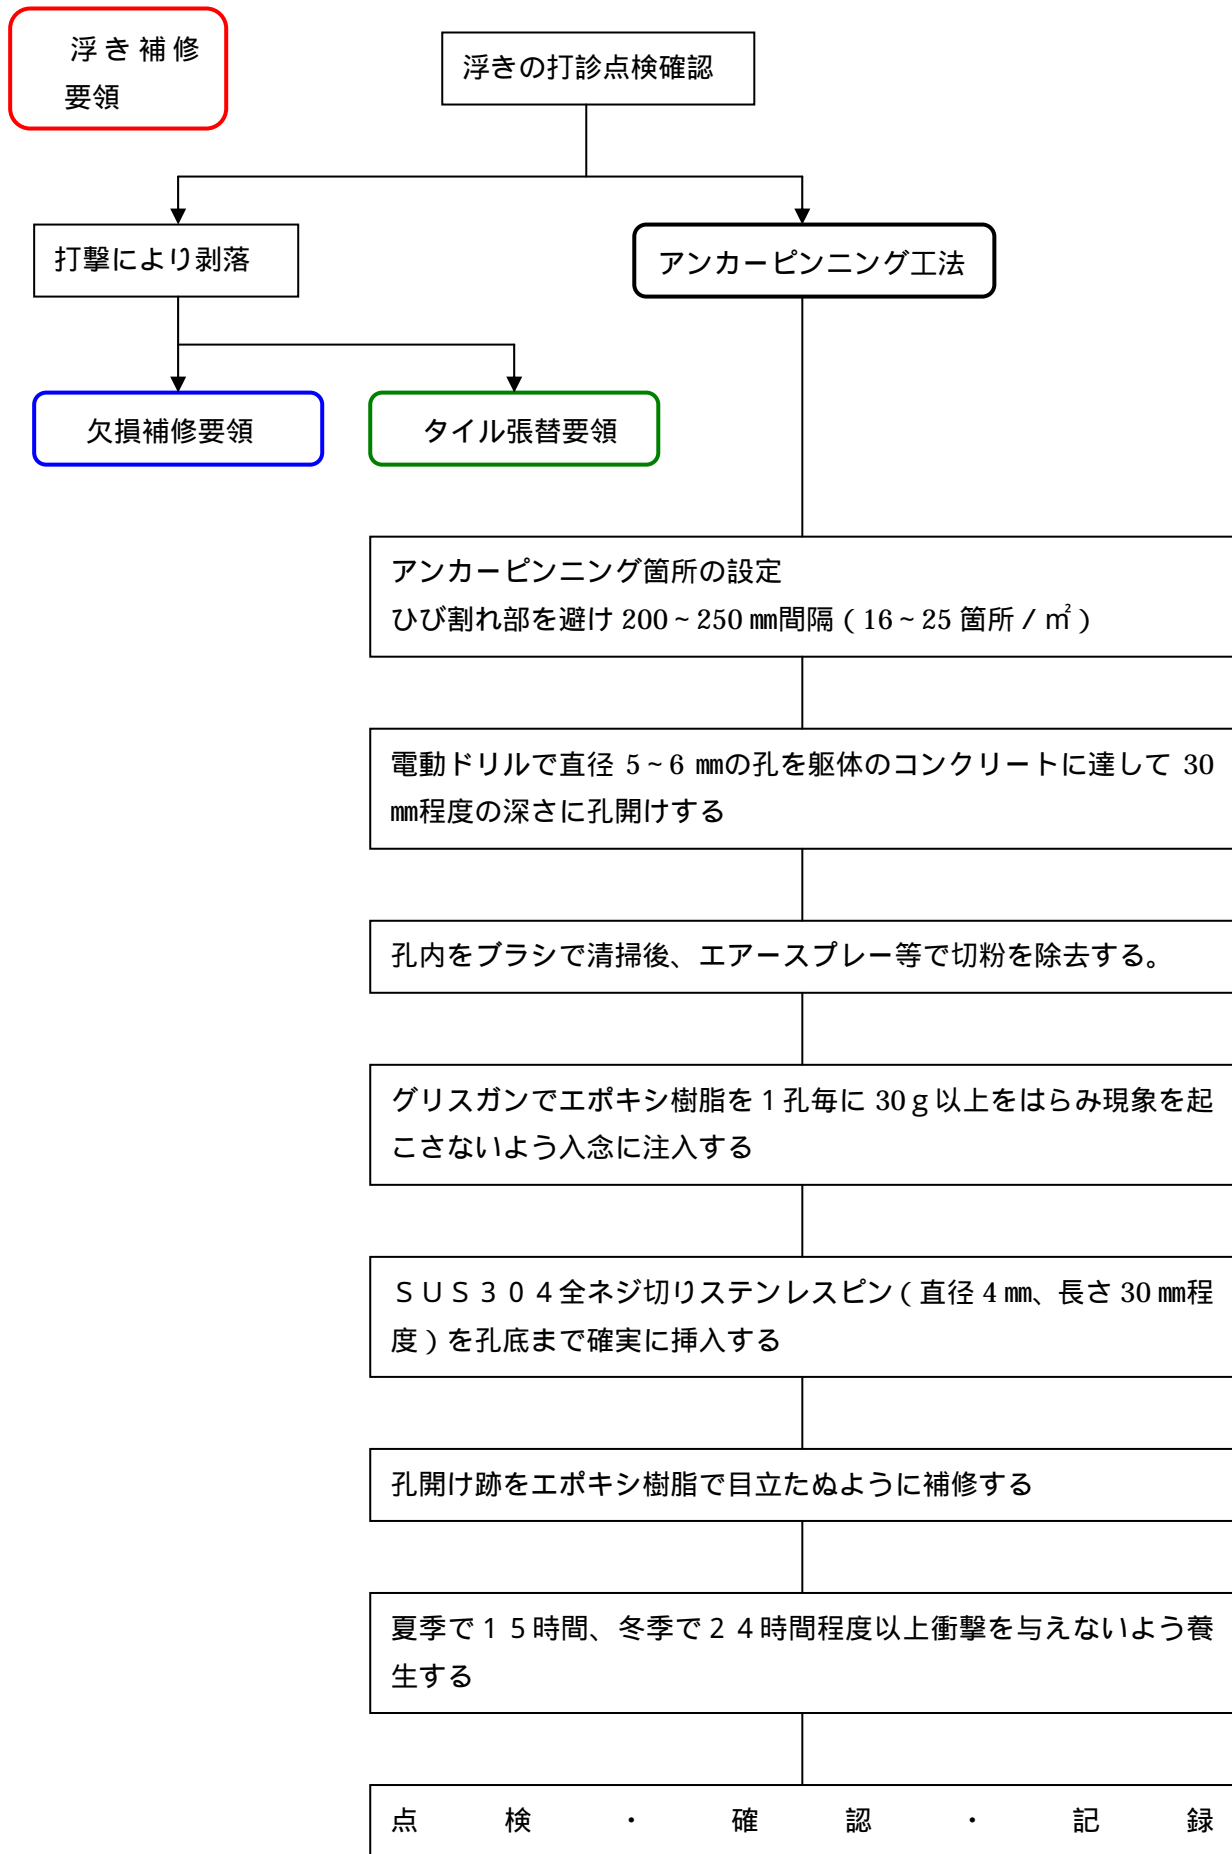 浮き補修
要領
浮きの打診点検確認
打撃により剥落
アンカーピンニング工法
欠損補修要領
タイル張替要領
アンカーピンニング箇所の設定
ひび割れ部を避け 200~250 ㎜間隔(16~25 箇所/㎡)
電動ドリルで直径 5~6 ㎜の孔を躯体のコンクリートに達して 30
㎜程度の深さに孔開けする
孔内をブラシで清掃後、エアースプレー等で切粉を除去する。
グリスガンでエポキシ樹脂を1孔毎に 30g以上をはらみ現象を起
こさないよう入念に注入する
SUS304全ネジ切りステンレスピン(直径 4 ㎜、長さ 30 ㎜程
度)を孔底まで確実に挿入する
孔開け跡をエポキシ樹脂で目立たぬように補修する
夏季で15時間、冬季で24時間程度以上衝撃を与えないよう養
生する
点検・確認・記録